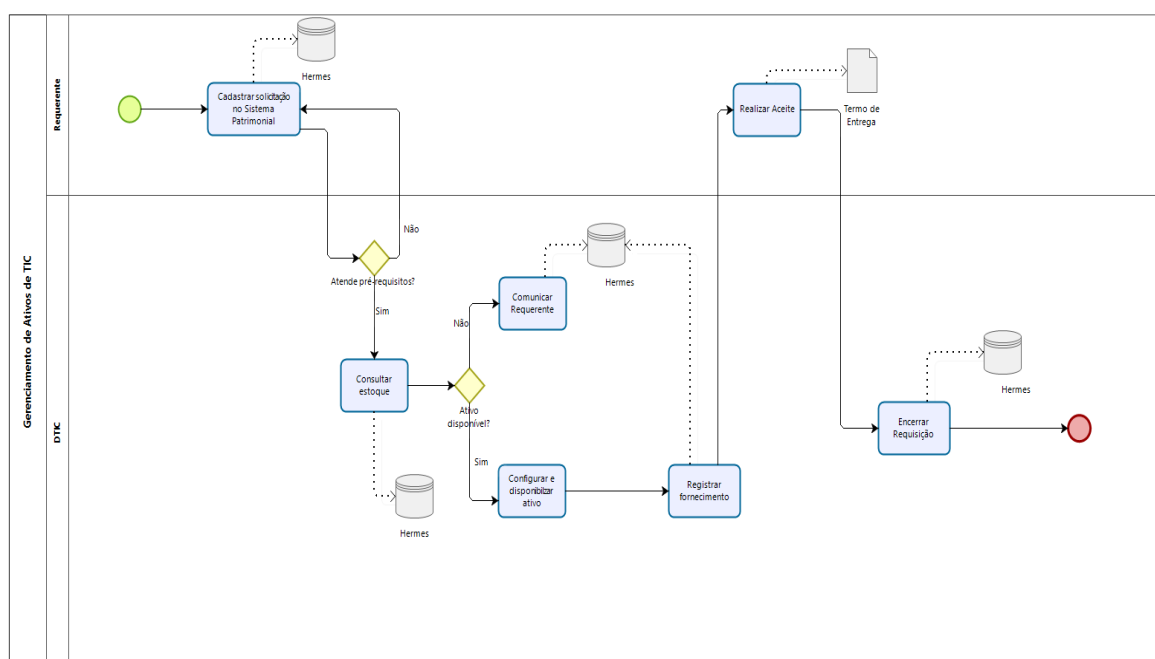 Gerenciamento de Ativos de TIC
Requerente
Hermes
Cadastrar solicitação
no Sistema
Patrimonial
Realizar Aceite
Termo de
Entrega
DTIC
Não
Atende pré-requisitos?
Sim
Consultar
estoque
Hermes
Não
Ativo
disponível?
Sim
Comunicar
Requerente
Hermes
Configurar e
disponibilizar
ativo
Registrar
fornecimento
Hermes
Encerrar
Requisição